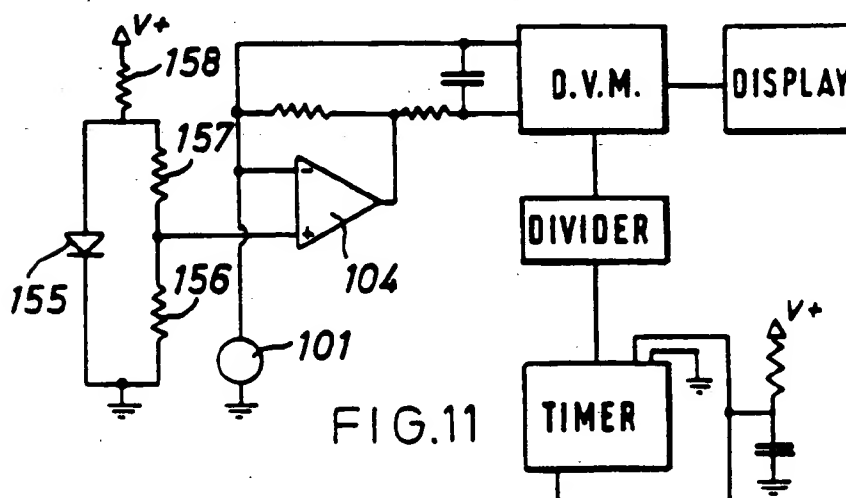 V+
158
157
155
156
-
+
104
101
D.V.M.
DISPLAY
DIVIDER
TIMER
V+
FIG.11